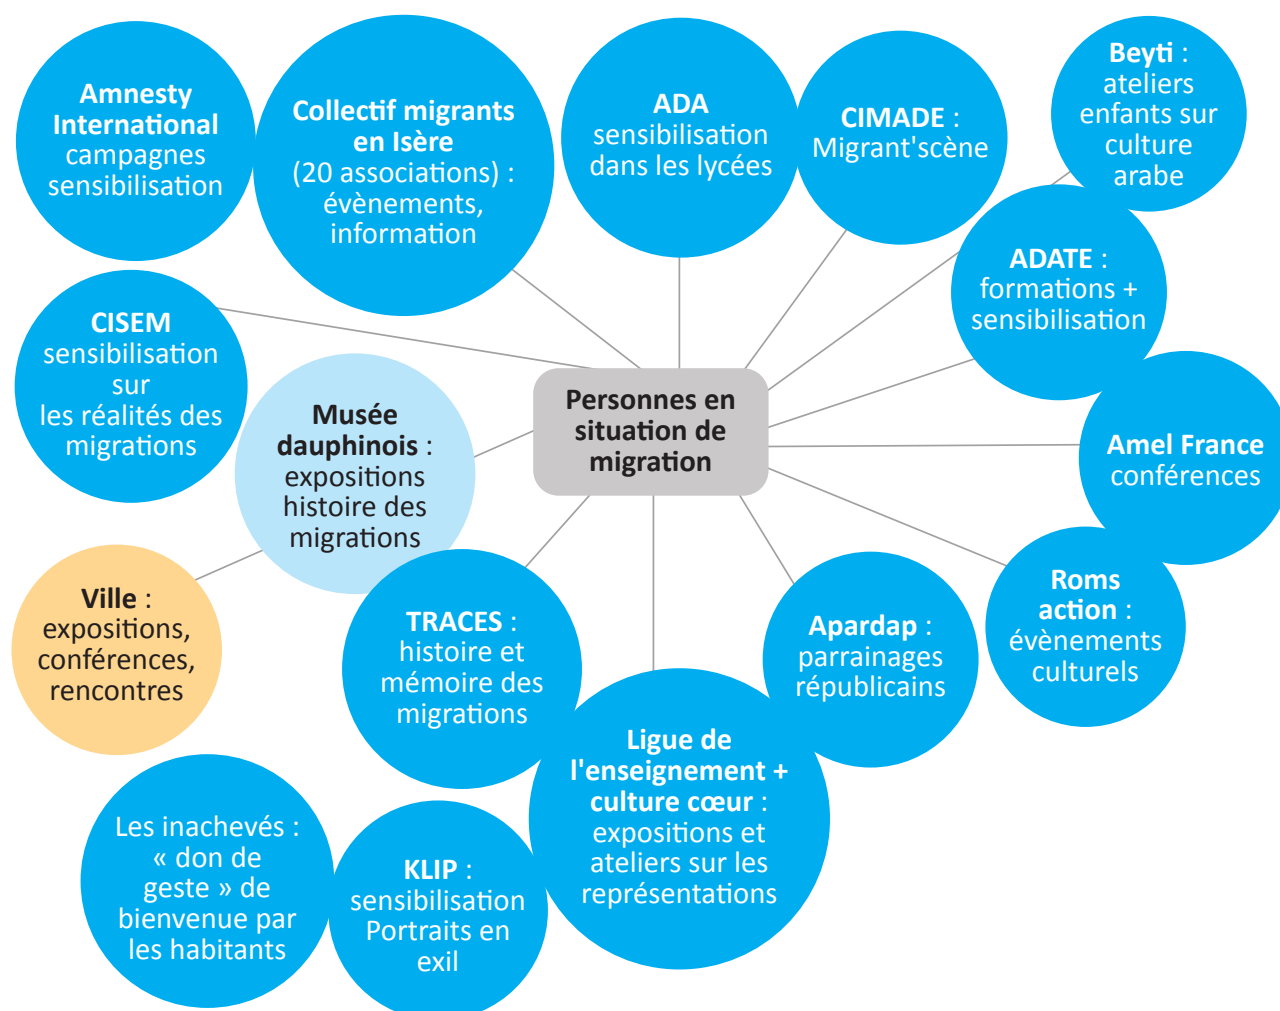 Amnesty
International
campagnes
sensibilisation
Collectif migrants
en Isère
(20 associations) :
évènements,
information
ADA
sensibilisation
dans les lycées
CIMADE :
Migrant'scène
Beyti :
ateliers
enfants sur
culture
arabe
ADATE :
formations +
sensibilisation
CISEM
sensibilisation
sur
les réalités des
migrations
Musée
dauphinois :
expositions
histoire des
migrations
Personnes en
situation de
migration
Amel France
conférences
Ville :
expositions,
conférences,
rencontres
TRACES :
histoire et
mémoire des
migrations
Apardap :
parrainages
républicains
Roms
action :
évènements
culturels
Ligue de
l'enseignement +
culture cœur :
expositions et
ateliers sur les
représentations
Les inachevés :
« don de
geste » de
bienvenue par
les habitants
KLIP :
sensibilisation
Portraits en
exil